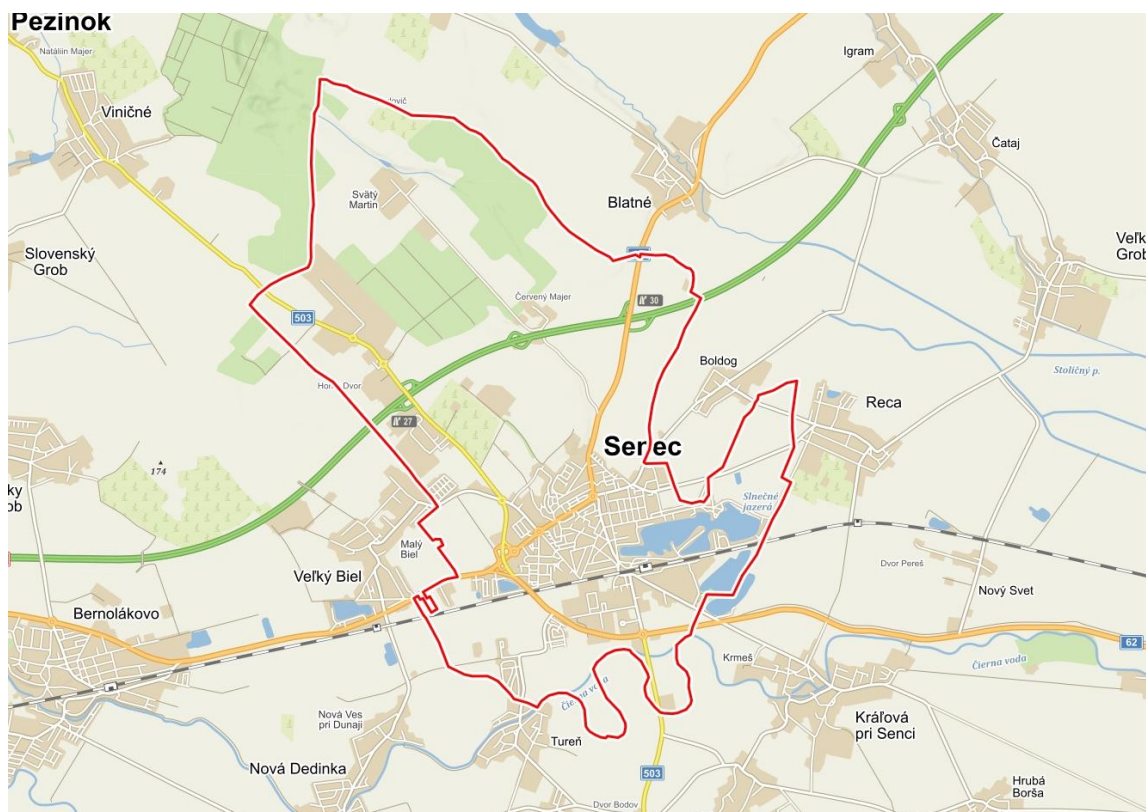 Pezinok
Natáliin Majer
Igram
Viničné
Čataj
Svätý
Martin
Blatné
Slovenský
Grob
Veľk
Grob
503
Červený Majer
30
Boldog
Stoličný p.
27
Reca
Senec
174
ky
ob
Slnečné
jazerá
Malý
Biel
Veľký Biel
Dvor Pereš
Nový Svet
Bernolákovo
62
Krmeš
Čierna voda
Čierna voda
Nová Ves
pri Dunaji
Kráľová
pri Senci
Tureň
Nová Dedinka
503
Hrubá
Borša
Dvor Bodov